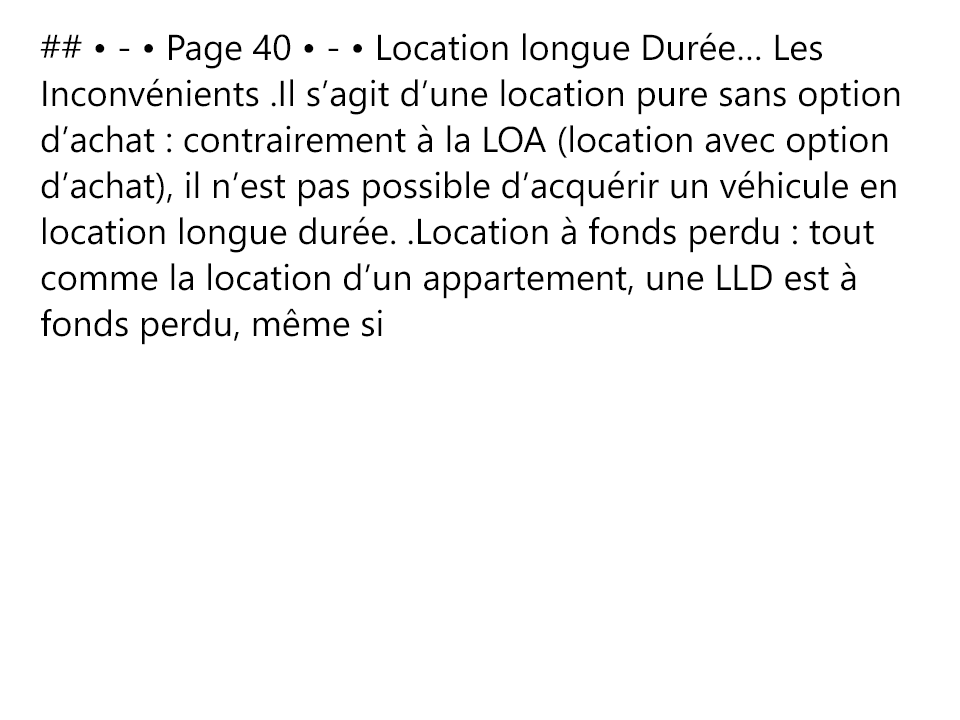 ## • - • Page 40 • - • Location longue Durée... Les
Inconvénients .Il s’agit d’une location pure sans option
d’achat : contrairement à la LOA (location avec option
d’achat), il n’est pas possible d’acquérir un véhicule en
location longue durée. .Location à fonds perdu : tout
comme la location d’un appartement, une LLD est à
fonds perdu, même si